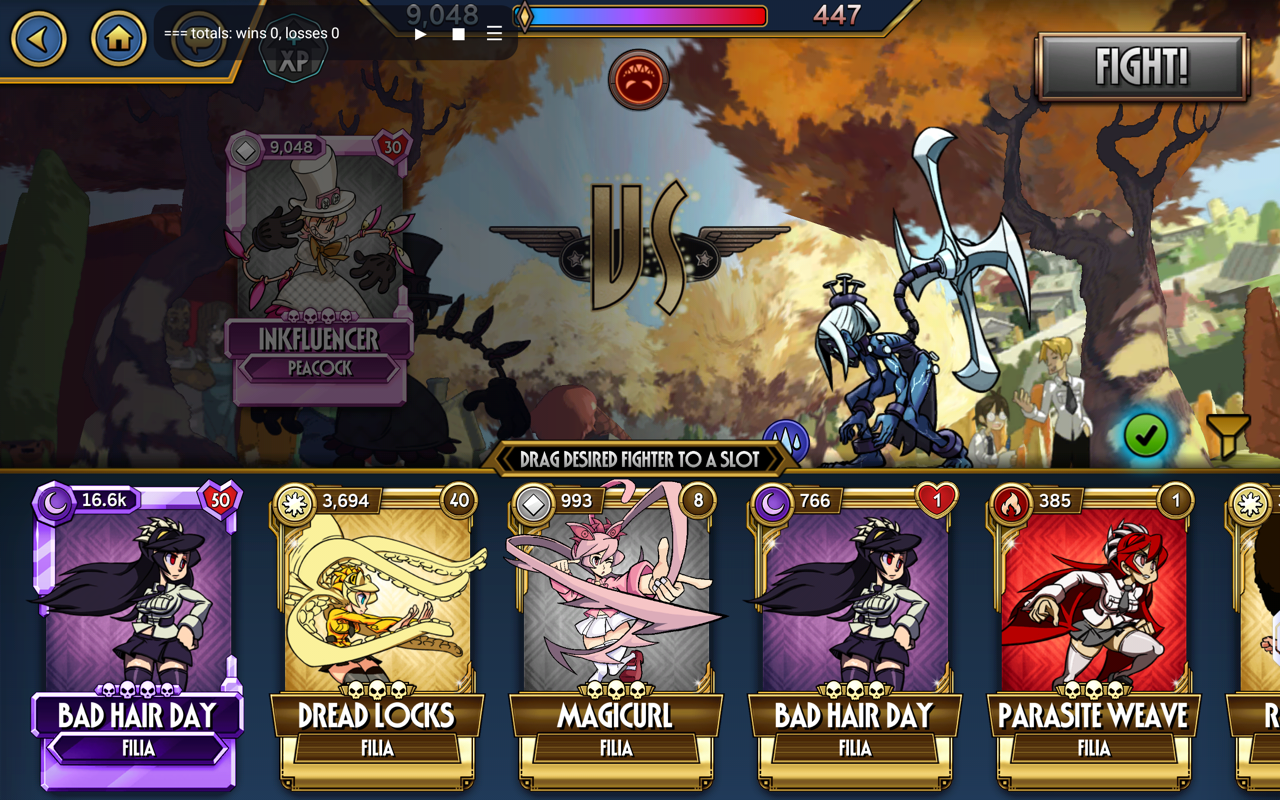 9,048
447
=== totals: wins 0, losses 0
XP
FIGHT!
9,048
30
INKFLUENCER
PEACOCK
VS
DRAG DESIRED FIGHTER TO A SLOT
16.6k
50
BAD HAIR DAY
FILIA
3,694
40
DREAD LOCKS
FILIA
993
8
MAGICURL
FILIA
766
1
BAD HAIR DAY
FILIA
385
1
PARASITE WEAVE
FILIA